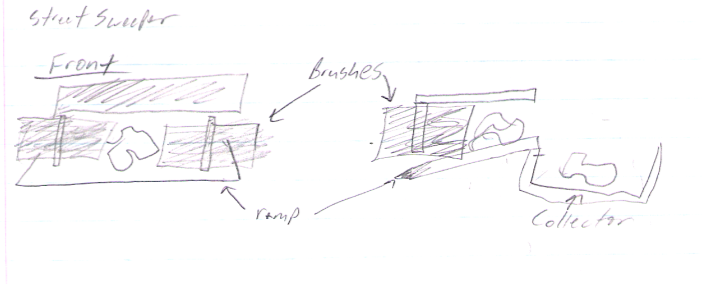 Street Sweeper
Front
Brushes
ramp
Collector